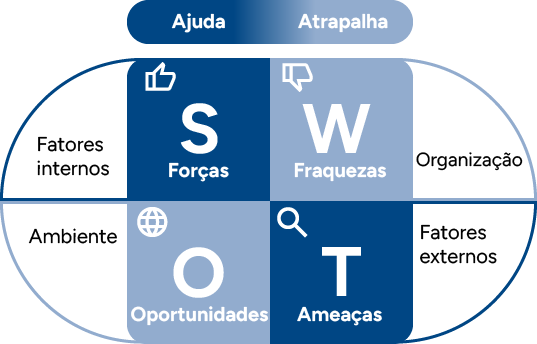 Ajuda
Atrapalha
S
Forças
W
Fraquezas
Fatores
internos
Organização
O
Oportunidades
T
Ameaças
Ambiente
Fatores
externos